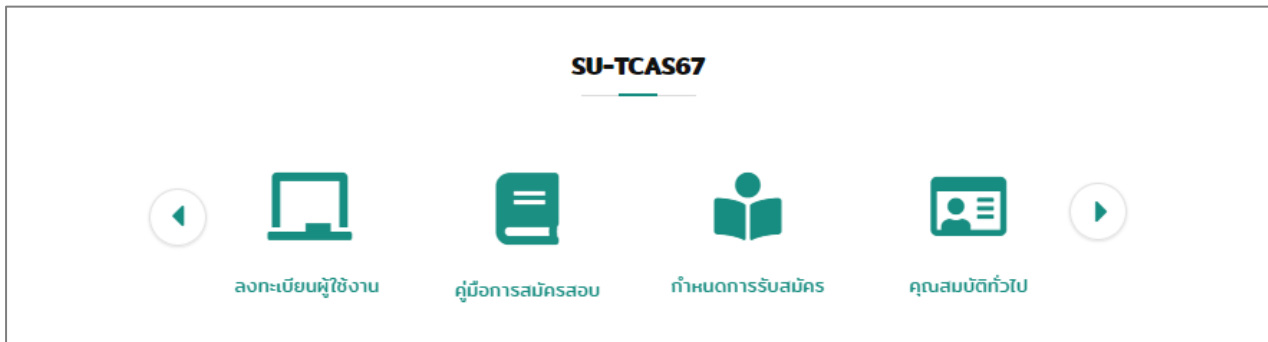 SU-TCAS67
ลงทะเบียนผู้ใช้งาน
คู่มือการสมัครสอบ
กำหนดการรับสมัคร
คุณสมบัติทั่วไป